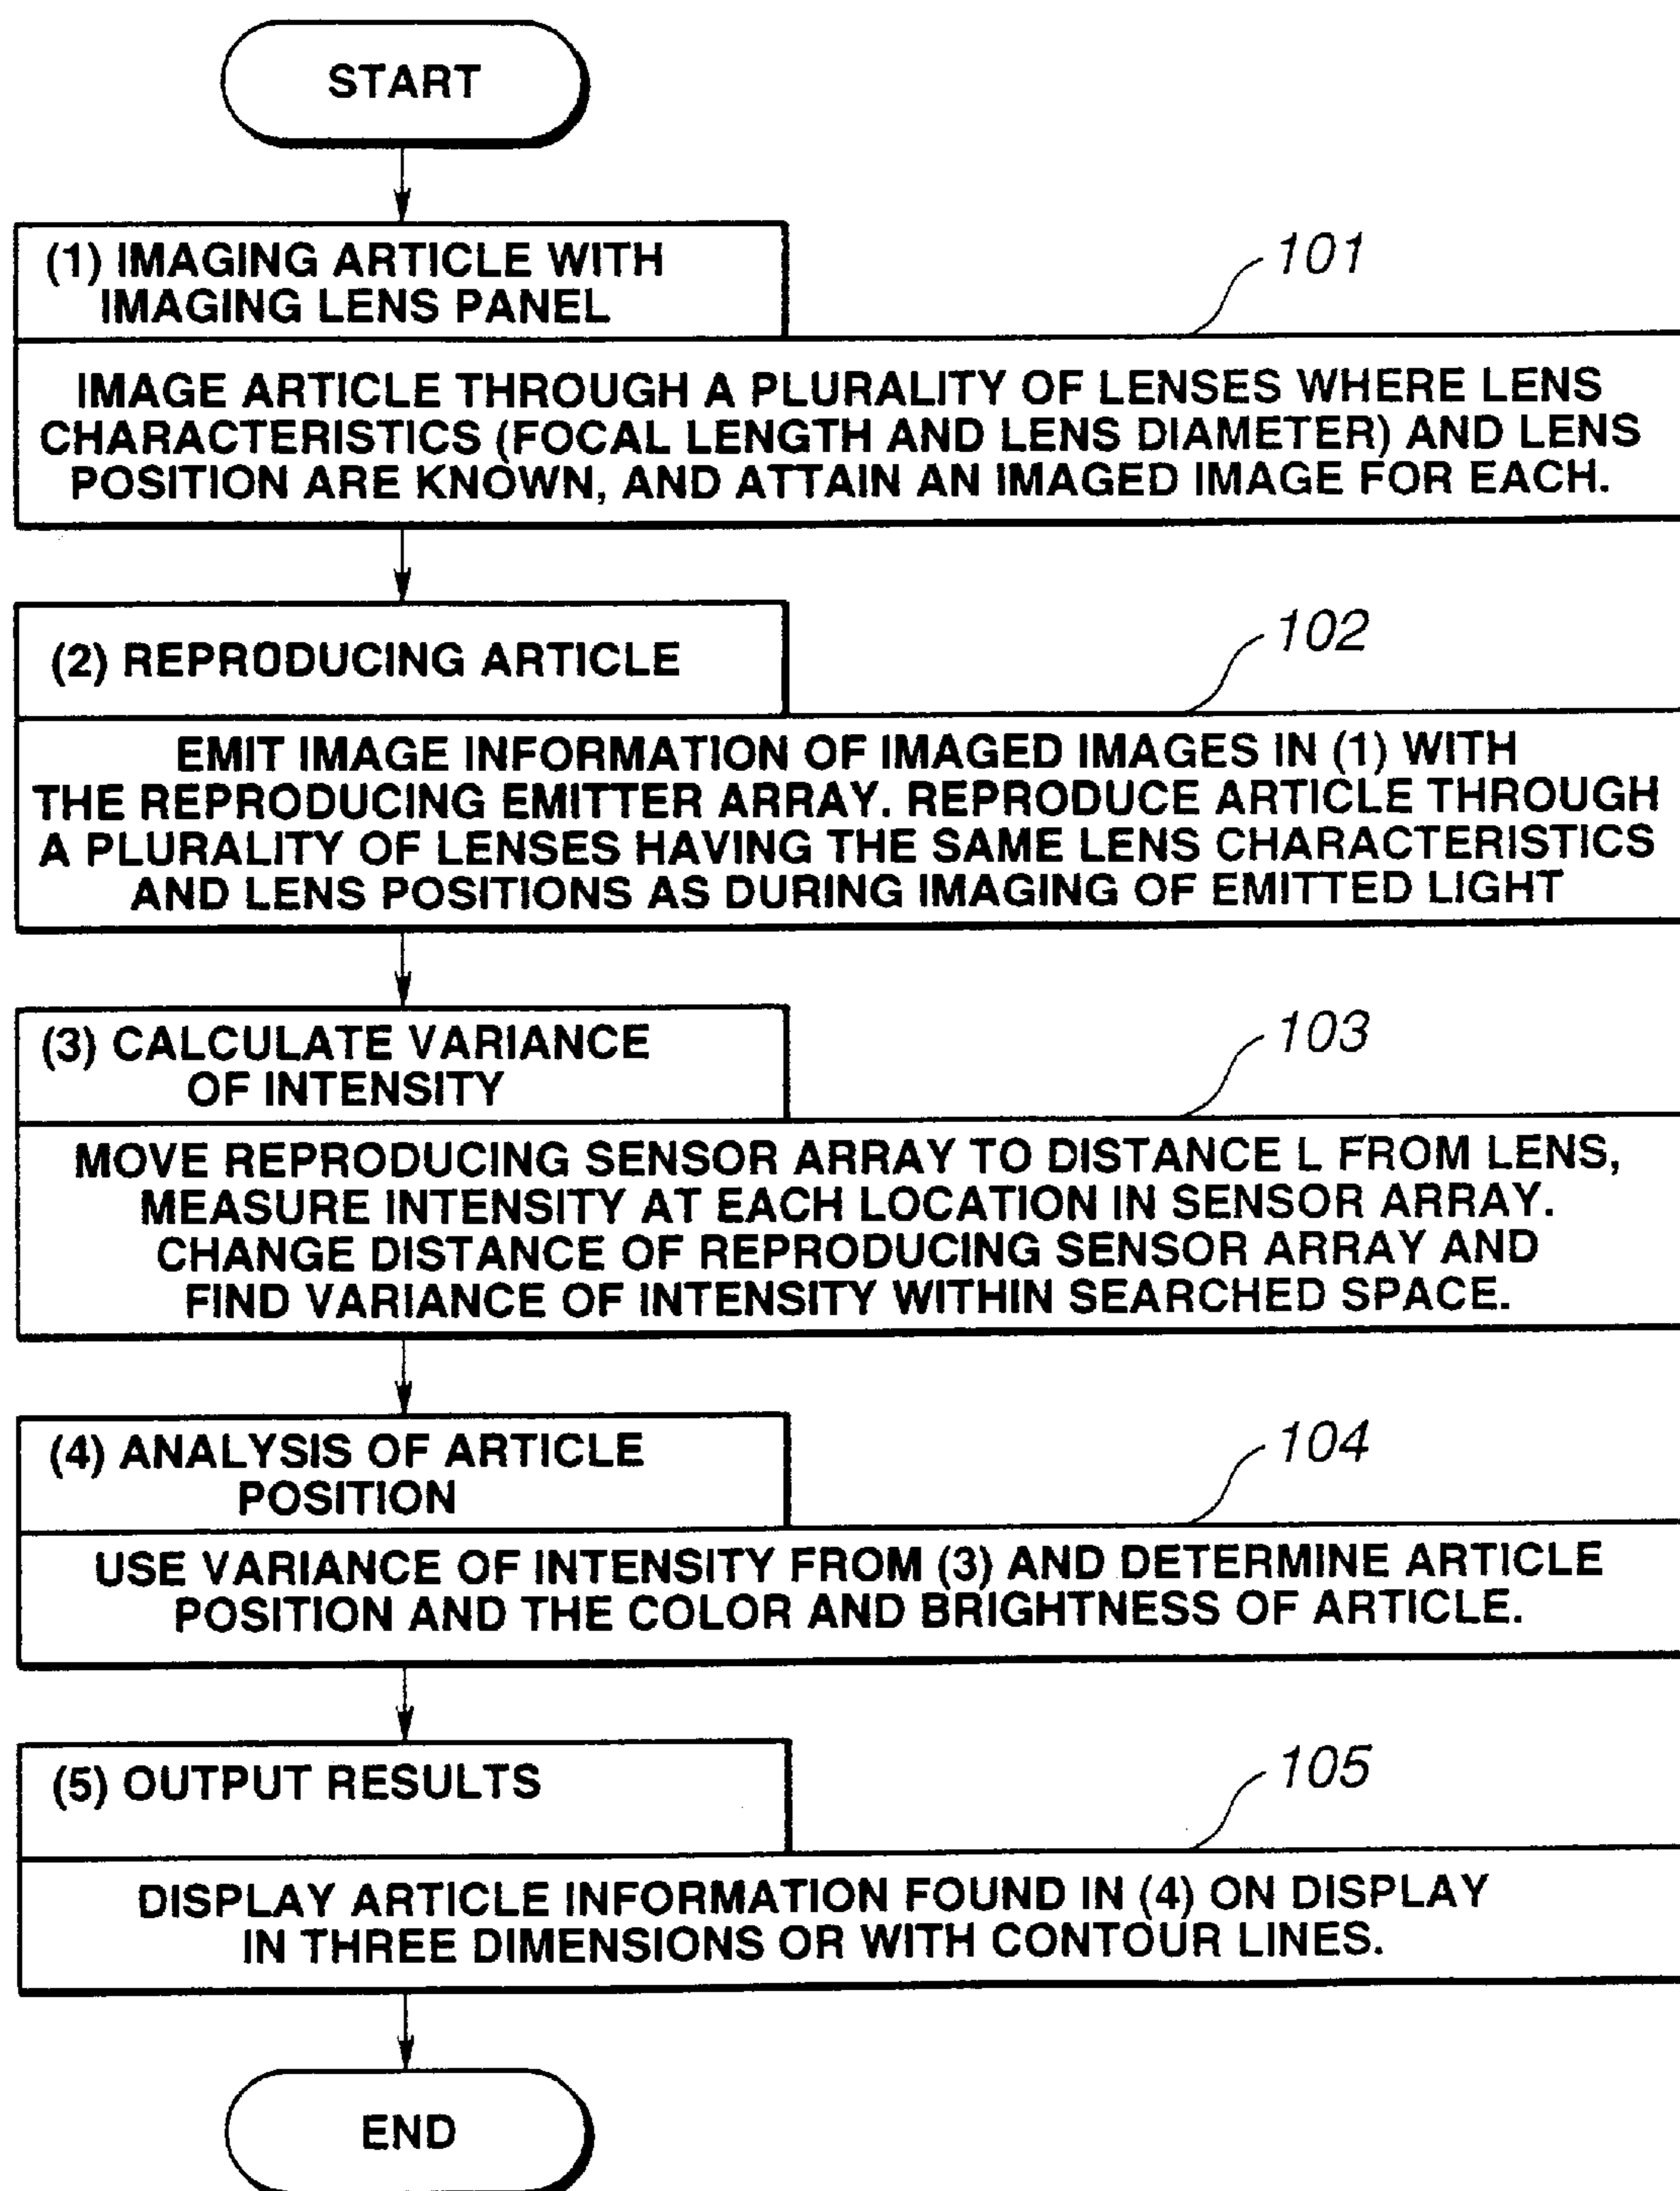 START
(1) IMAGING ARTICLE WITH
IMAGING LENS PANEL
101
IMAGE ARTICLE THROUGH A PLURALITY OF LENSES WHERE LENS
CHARACTERISTICS (FOCAL LENGTH AND LENS DIAMETER) AND LENS
POSITION ARE KNOWN, AND ATTAIN AN IMAGED IMAGE FOR EACH.
(2) REPRODUCING ARTICLE
102
EMIT IMAGE INFORMATION OF IMAGED IMAGES IN (1) WITH
THE REPRODUCING EMITTER ARRAY. REPRODUCE ARTICLE THROUGH
A PLURALITY OF LENSES HAVING THE SAME LENS CHARACTERISTICS
AND LENS POSITIONS AS DURING IMAGING OF EMITTED LIGHT
(3) CALCULATE VARIANCE
OF INTENSITY
103
MOVE REPRODUCING SENSOR ARRAY TO DISTANCE L FROM LENS,
MEASURE INTENSITY AT EACH LOCATION IN SENSOR ARRAY.
CHANGE DISTANCE OF REPRODUCING SENSOR ARRAY AND
FIND VARIANCE OF INTENSITY WITHIN SEARCHED SPACE.
(4) ANALYSIS OF ARTICLE
POSITION
104
USE VARIANCE OF INTENSITY FROM (3) AND DETERMINE ARTICLE
POSITION AND THE COLOR AND BRIGHTNESS OF ARTICLE.
(5) OUTPUT RESULTS
105
DISPLAY ARTICLE INFORMATION FOUND IN (4) ON DISPLAY
IN THREE DIMENSIONS OR WITH CONTOUR LINES.
END